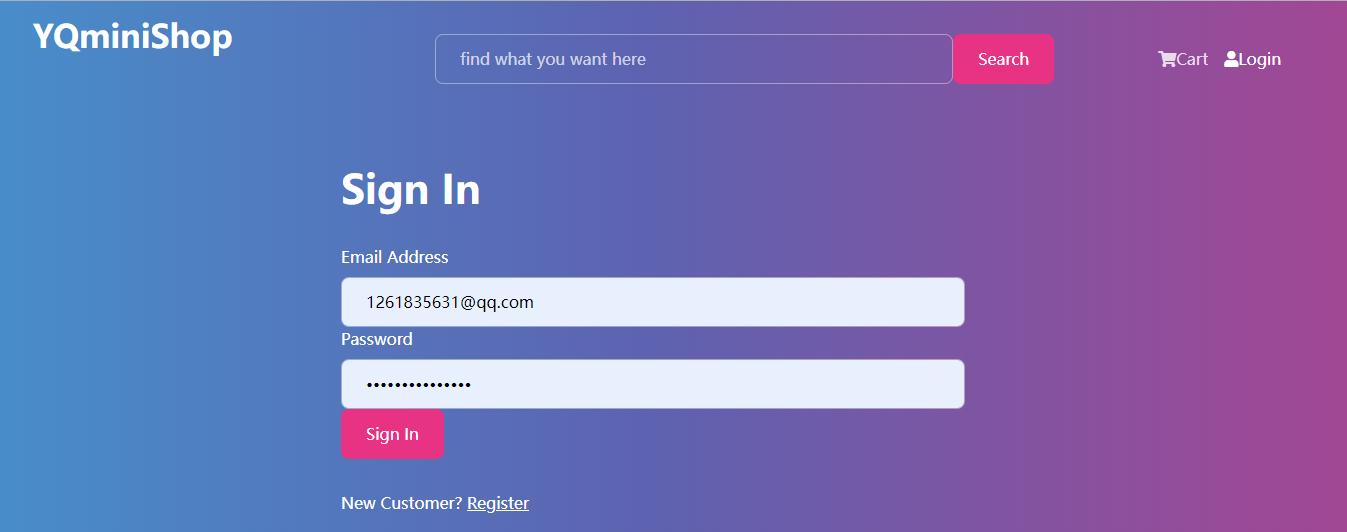 YQminiShop
find what you want here
Search
Cart
Login
Sign In
Email Address
1261835631@qq.com
Password
•••••••••••••••
Sign In
New Customer? Register